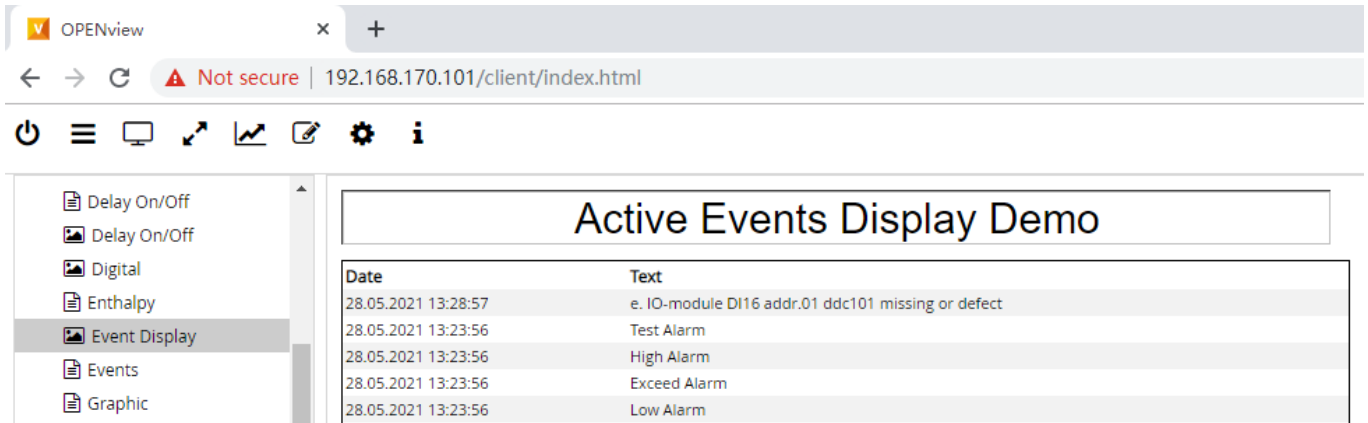 OPENview
Not secure | 192.168.170.101/client/index.html
Delay On/Off
Delay On/Off
Digital
Enthalpy
Event Display
Events
Graphic
Active Events Display Demo
Date Text
28.05.2021 13:28:57 e. IO-module DI16 addr.01 ddc101 missing or defect
28.05.2021 13:23:56 Test Alarm
28.05.2021 13:23:56 High Alarm
28.05.2021 13:23:56 Exceed Alarm
28.05.2021 13:23:56 Low Alarm